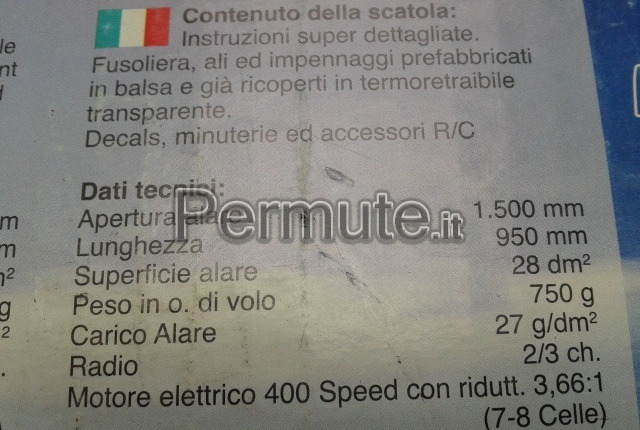 Contenuto della scatola:
Instruzioni super dettagliate.
Fusoliera, ali ed impennaggi prefabbricati
in balsa e già ricoperti in termoretraibile
transparente.
Decals, minuterie ed accessori R/C
Dati tecnici:
Apertura alare 1.500 mm
Lunghezza 950 mm
Superficie alare 28 dm²
Peso in o. di volo 750 g
Carico Alare 27 g/dm²
Radio 2/3 ch.
Motore elettrico 400 Speed con ridutt. 3,66:1
(7-8 Celle)
Permute.it